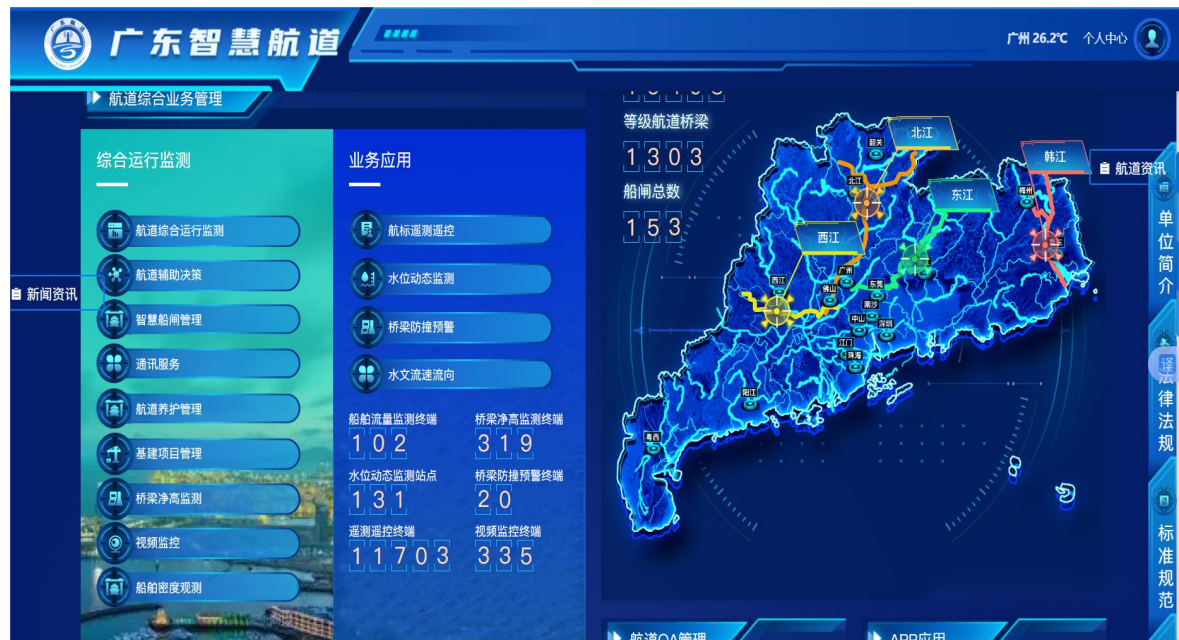 广东智慧航道
广州 26.2℃ 个人中心
航道综合业务管理
综合运行监测
航道综合运行监测
航道辅助决策
智慧船闸管理
通讯服务
航道养护管理
基建项目管理
桥梁净高监测
视频监控
船舶密度观测
业务应用
航标遥测遥控
水位动态监测
桥梁防撞预警
水文流速流向
船舶流量监测终端
102
桥梁净高监测终端
319
水位动态监测站点
131
桥梁防撞预警终端
20
遥测遥控终端
11703
视频监控终端
335
新闻资讯
等级航道桥梁
1303
船闸总数
153
北江
韩江
东江
西江
韶关
北江
梅州
广州
西江
佛山
东莞
南沙
中山
深圳
江门
珠海
阳江
粤西
航道资讯
单位简介
译
法律法规
标准规范
航道OA管理
APP应用